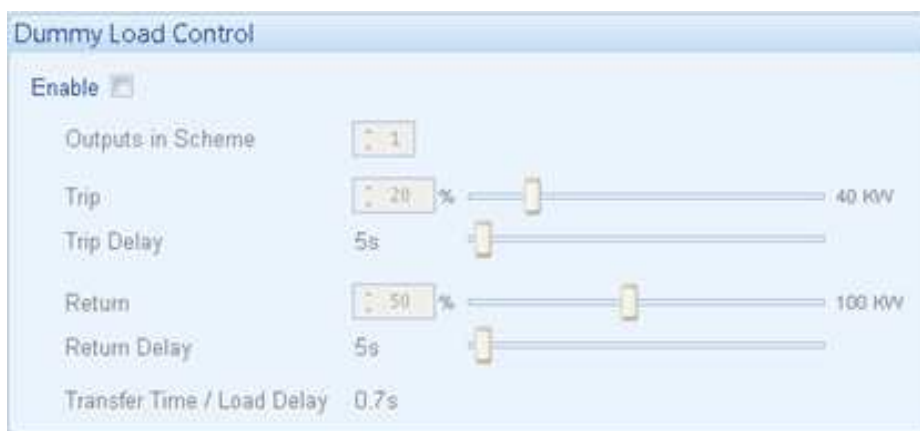 Dummy Load Control
Enable
Outputs in Scheme 1
Trip 20 % 40 KW
Trip Delay 5s
Return 50 % 100 KW
Return Delay 5s
Transfer Time / Load Delay 0.7s